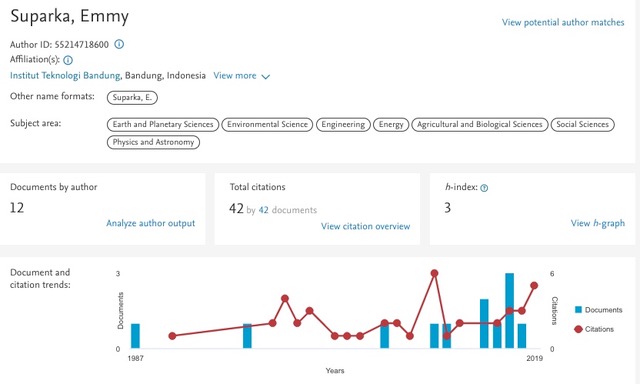 Suparka, Emmy
View potential author matches
Author ID: 55214718600
Affiliation(s):
Institut Teknologi Bandung, Bandung, Indonesia View more
Other name formats: Suparka, E.
Subject area: Earth and Planetary Sciences Environmental Science Engineering Energy Agricultural and Biological Sciences Social Sciences
Physics and Astronomy
Documents by author
12
Analyze author output
Total citations
42 by 42 documents
View citation overview
h-index:
3
View h-graph
Document and
citation trends:
3
0
Documents
1987
2019
Years
6
0
Citations
Documents
Citations